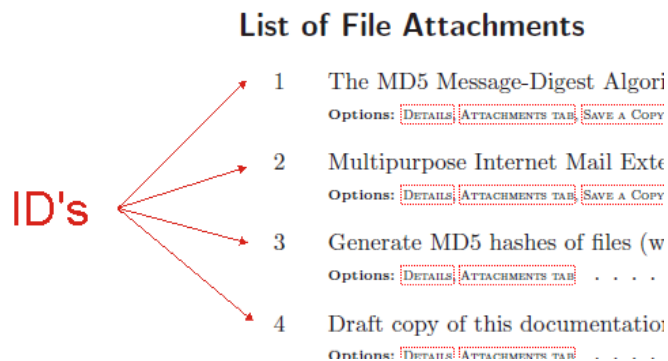 List of File Attachments
1 The MD5 Message-Digest Algori
Options: DETAILS, ATTACHMENTS TAB, SAVE A COPY
2 Multipurpose Internet Mail Exte
Options: DETAILS, ATTACHMENTS TAB, SAVE A COPY
ID's
3 Generate MD5 hashes of files (w
Options: DETAILS, ATTACHMENTS TAB . . . .
4 Draft copy of this documentation
Options: DETAILS, ATTACHMENTS TAB . . . .